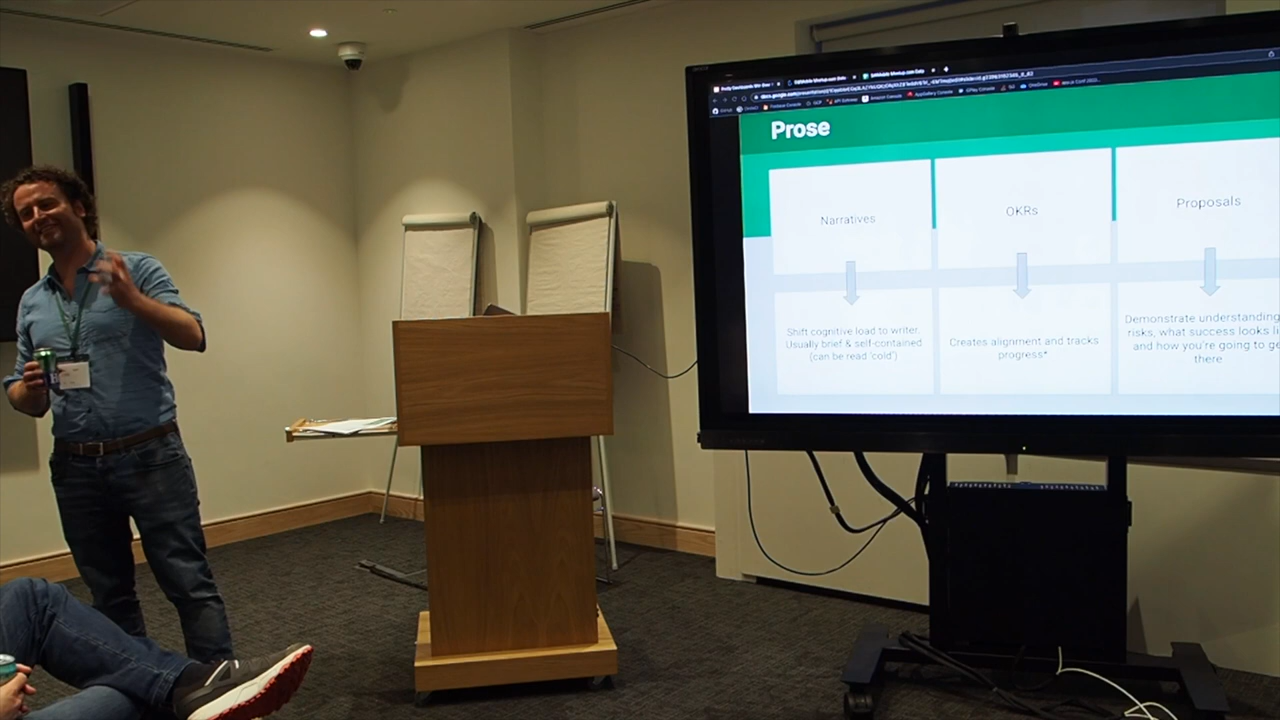 Prose
Narratives
OKRs
Proposals
Shift cognitive load to writer.
Usually brief & self-contained
(can be read 'cold')
Creates alignment and tracks
progress*
Demonstrate understanding
risks, what success looks li
and how you're going to ge
there